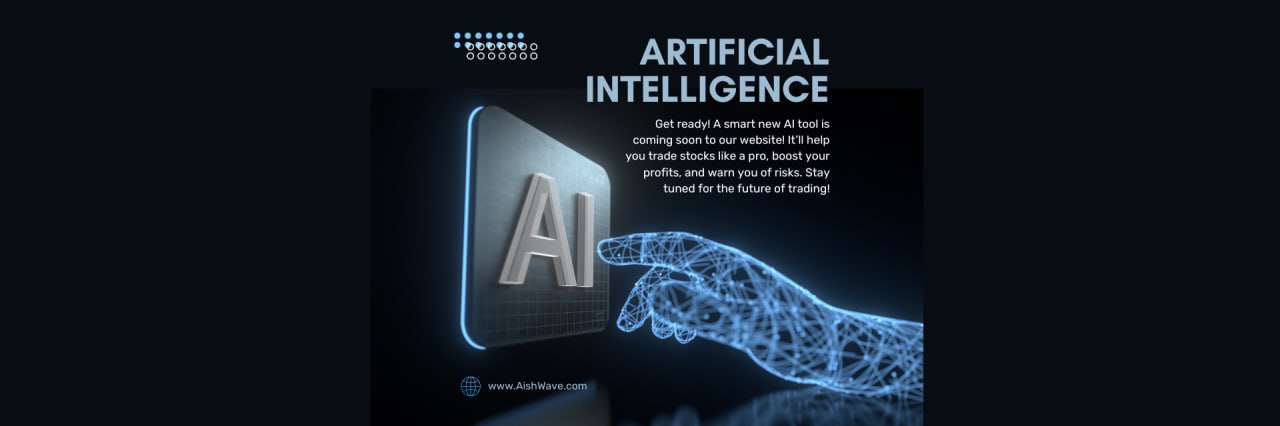 ARTIFICIAL
INTELLIGENCE
Get ready! A smart new AI tool is
coming soon to our website! It'll help
you trade stocks like a pro, boost your
profits, and warn you of risks. Stay
tuned for the future of trading!
AI
www.AishWave.com